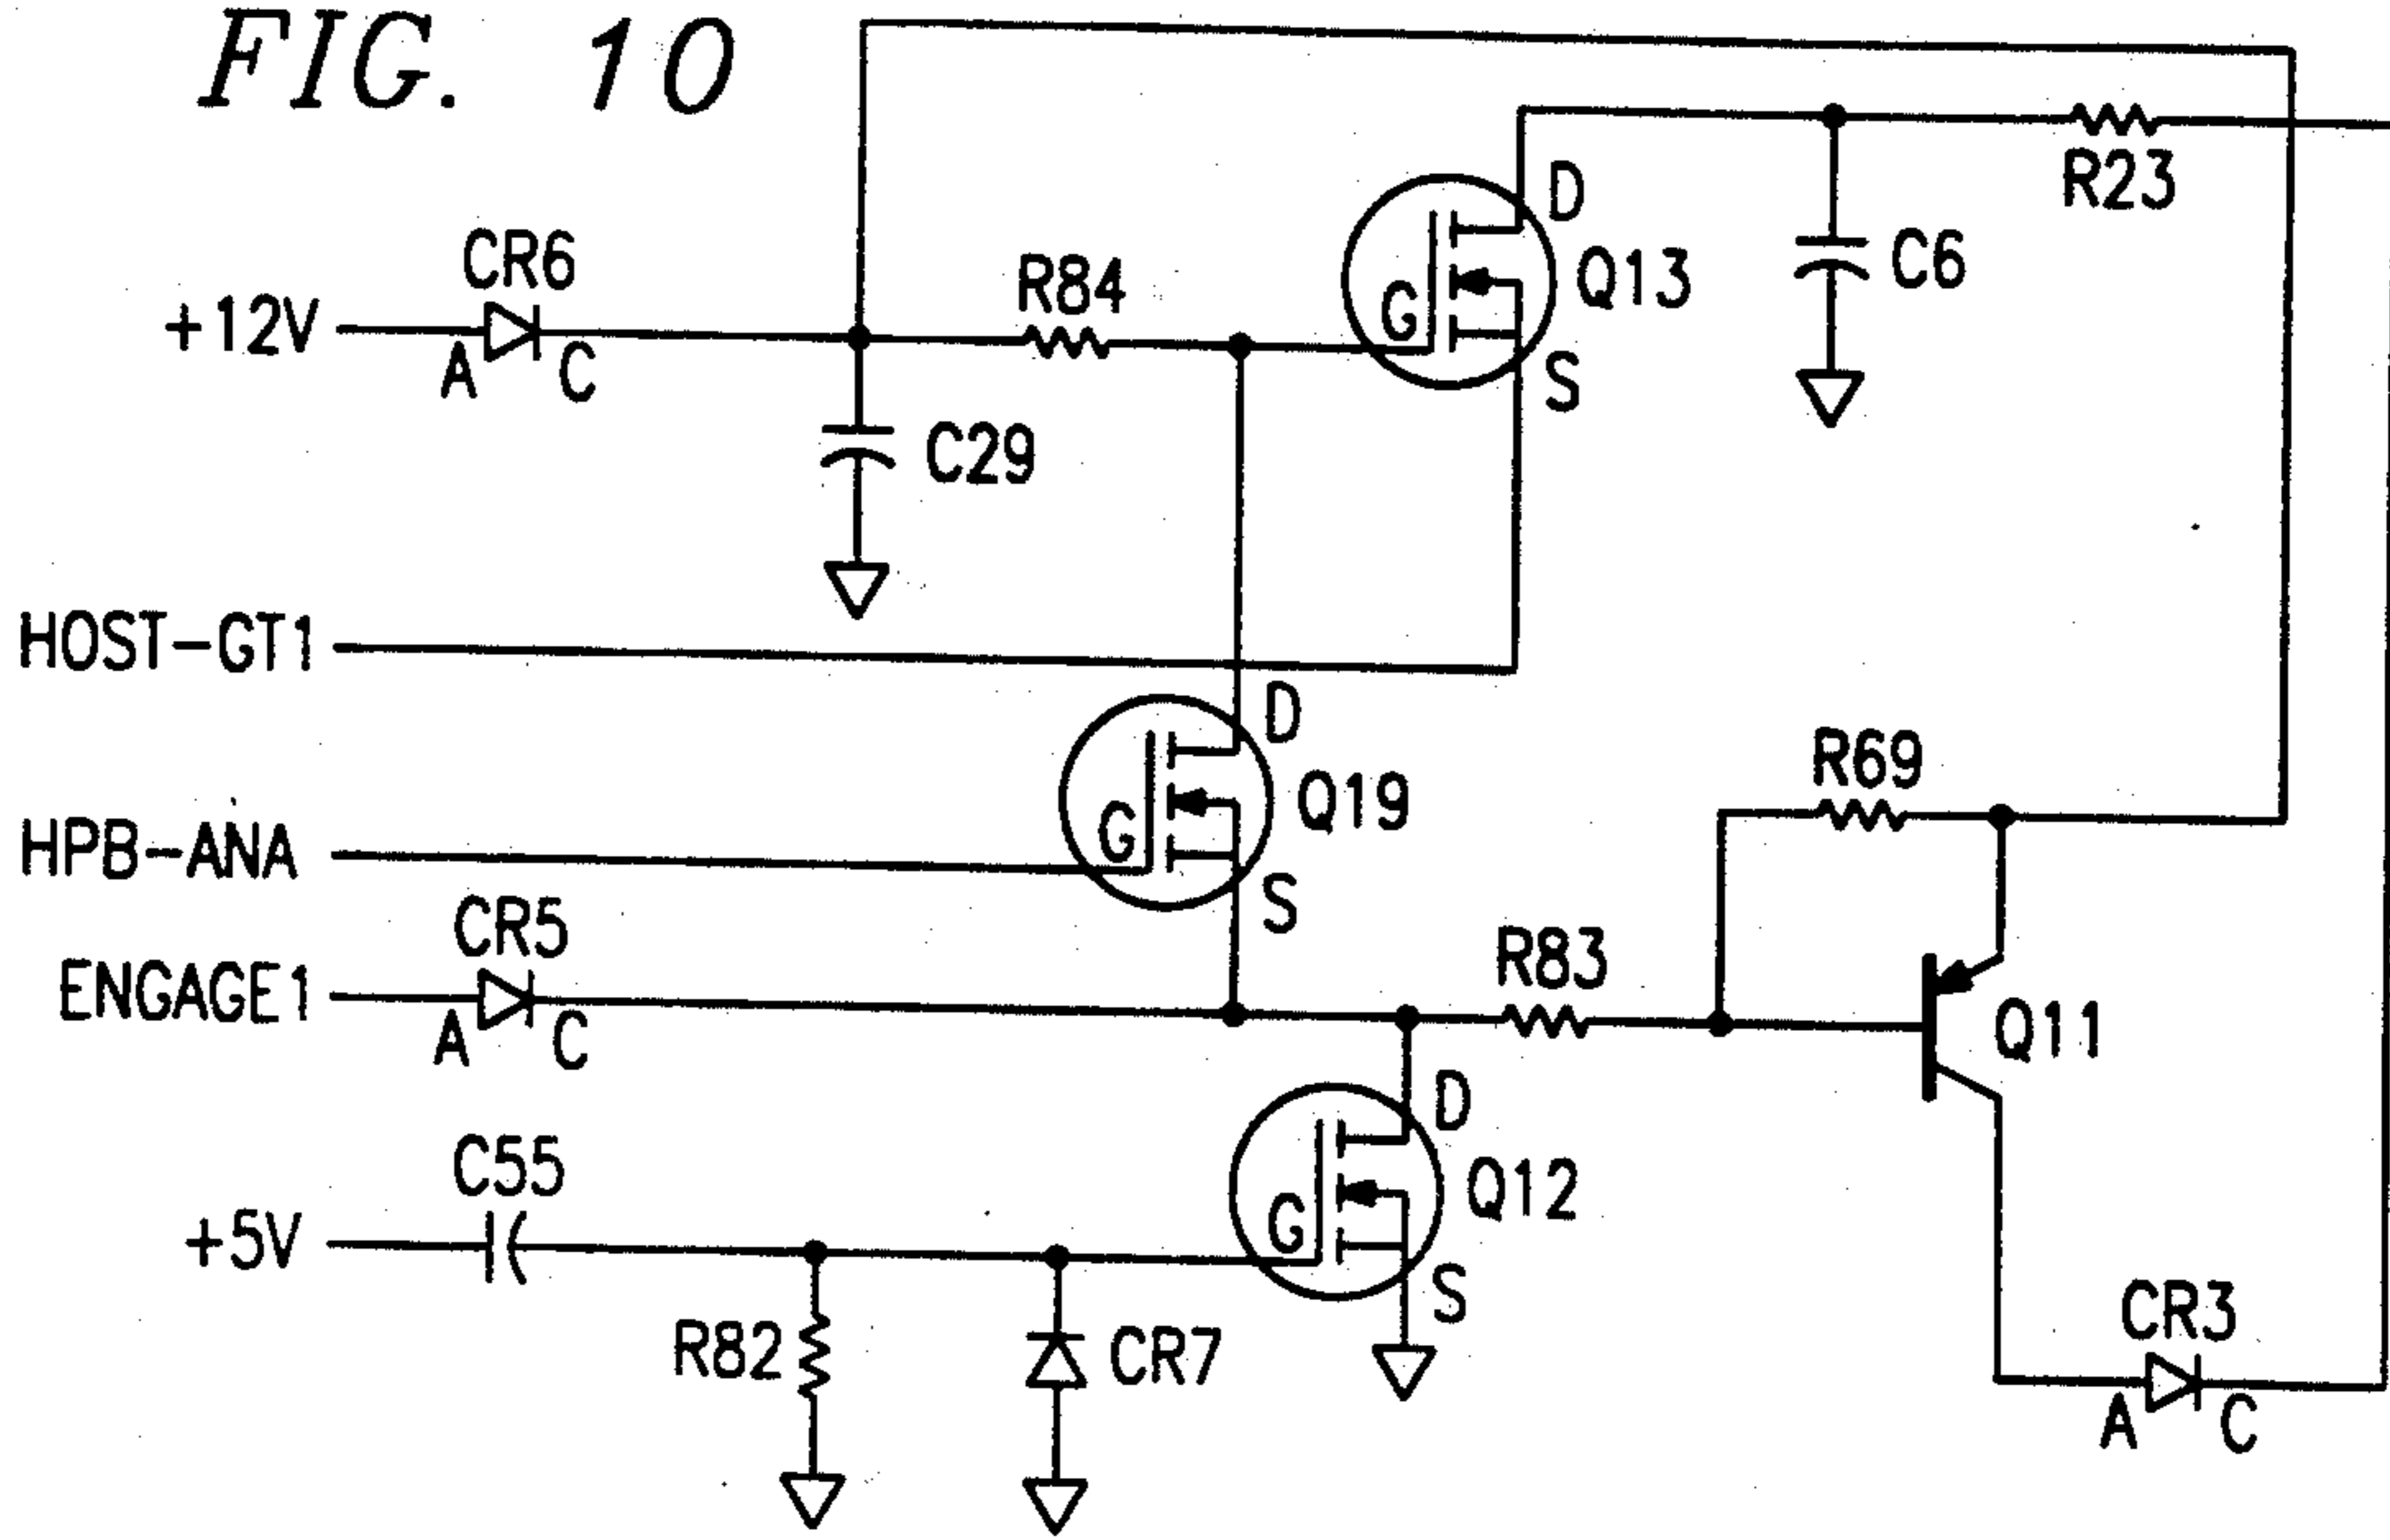 FIG. 10
D
R23
CR6
R84
Q13
C6
+12V
G
A
C
S
C29
HOST-GT1
D
R69
Q19
HPB-ANA
G
CR5
S
R83
ENGAGE1
Q11
A
C
D
C55
Q12
+5V
G
S
CR3
R82
CR7
A
C